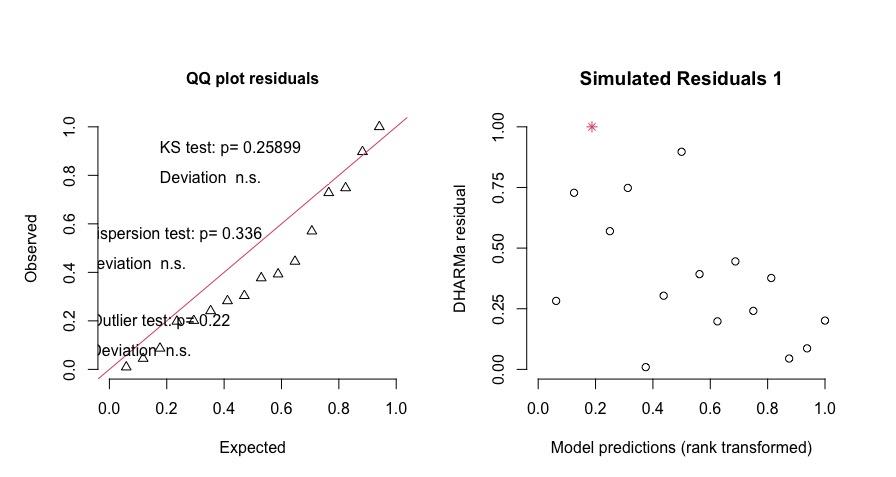 QQ plot residuals
KS test: p= 0.25899
Deviation n.s.
ispersion test: p= 0.336
eviation n.s.
Outlier test: p= 0.22
Deviation n.s.
Observed
0.0 0.2 0.4 0.6 0.8 1.0
0.0 0.2 0.4 0.6 0.8 1.0
Expected
Simulated Residuals 1
DHARMa residual
0.00 0.25 0.50 0.75 1.00
0.0 0.2 0.4 0.6 0.8 1.0
Model predictions (rank transformed)